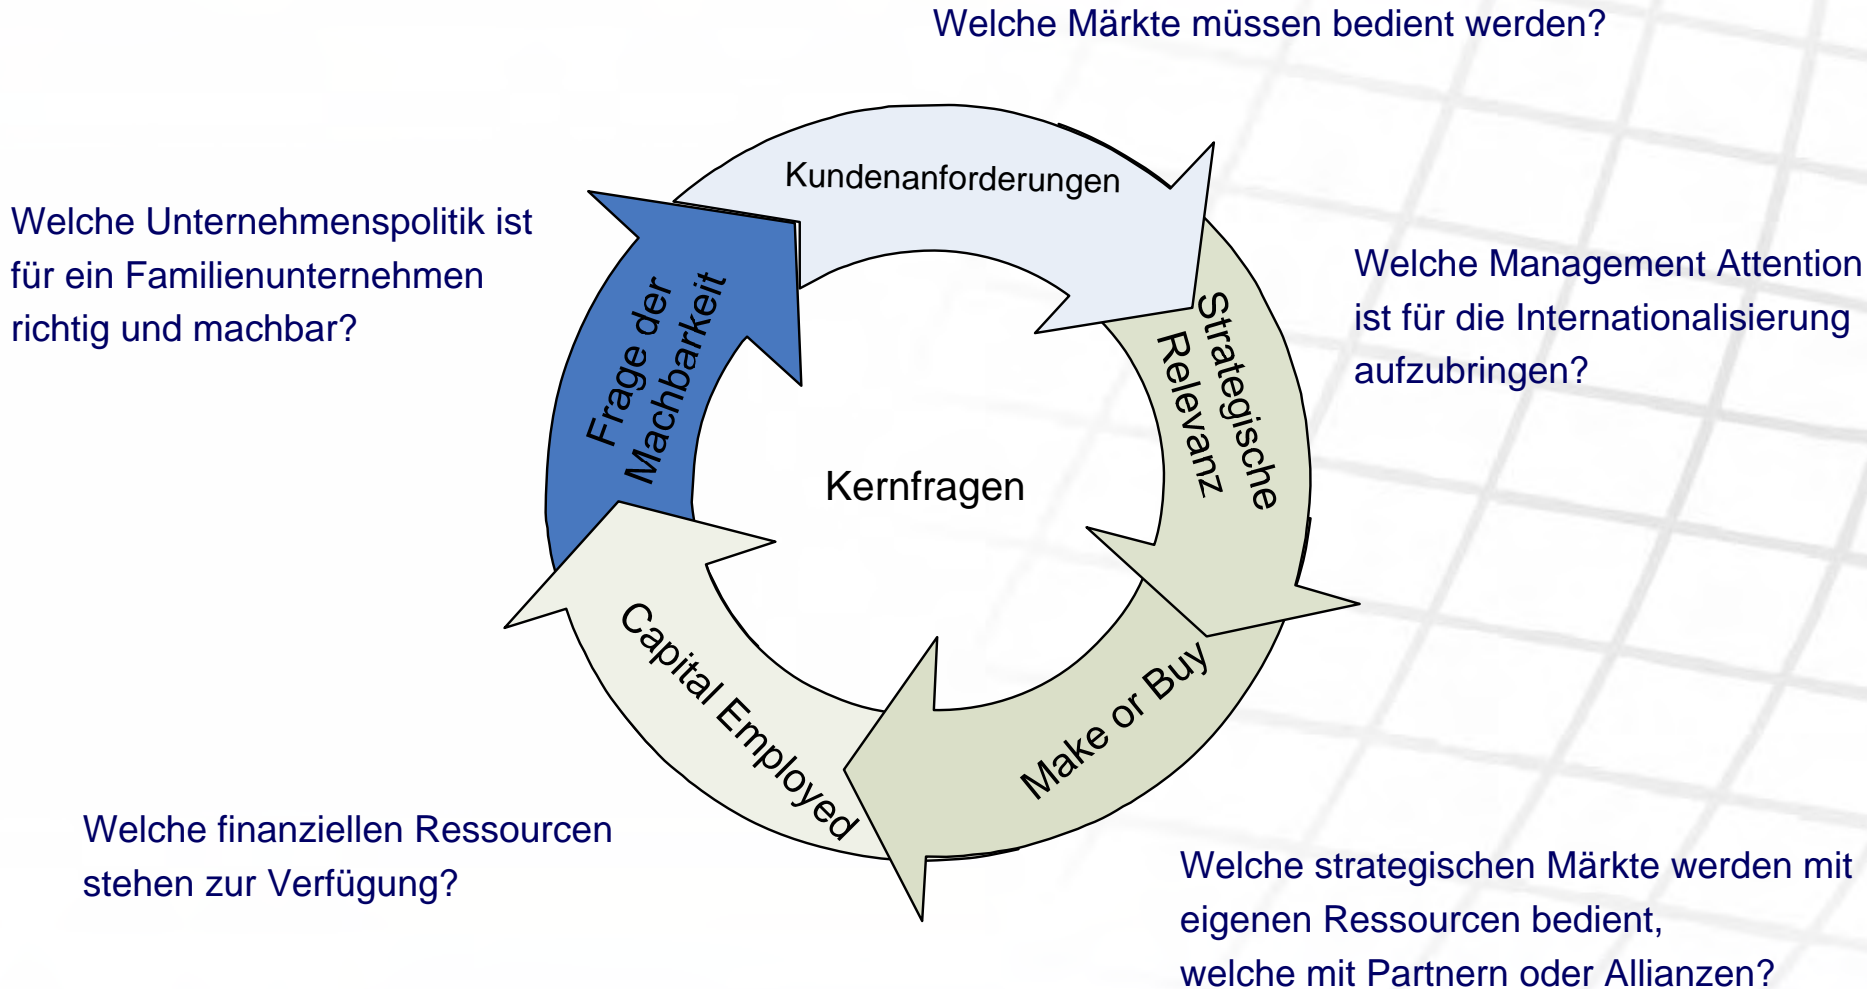 Welche Märkte müssen bedient werden?
Kundenanforderungen
Welche Unternehmenspolitik ist
für ein Familienunternehmen
richtig und machbar?
Frage der
Machbarkeit
Strategische
Relevanz
Welche Management Attention
ist für die Internationalisierung
aufzubringen?
Kernfragen
Capital Employed
Make or Buy
Welche finanziellen Ressourcen
stehen zur Verfügung?
Welche strategischen Märkte werden mit
eigenen Ressourcen bedient,
welche mit Partnern oder Allianzen?